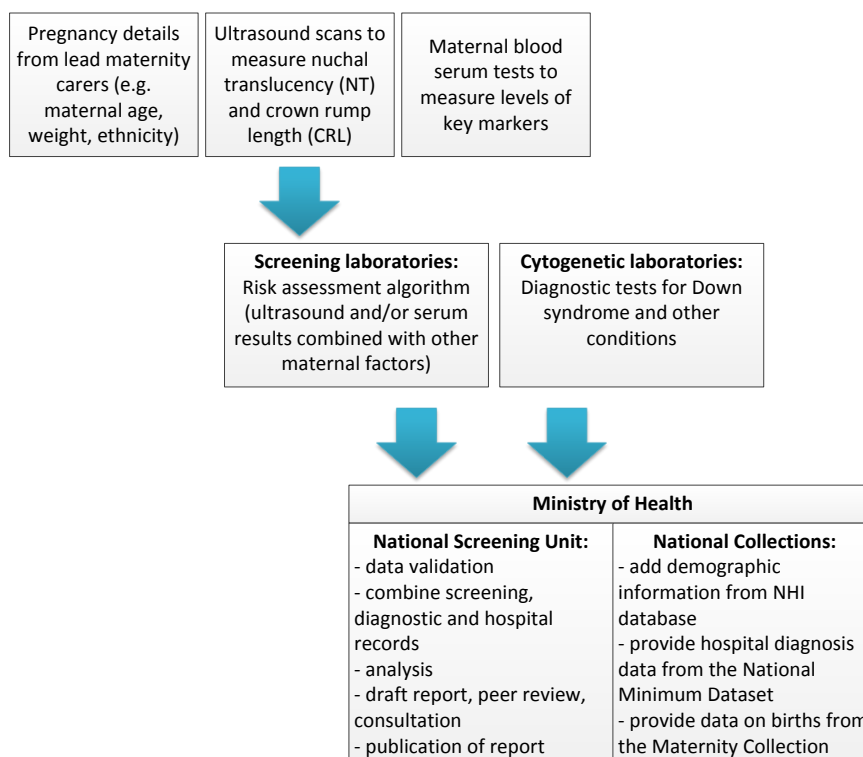 Pregnancy details
from lead maternity
carers (e.g.
maternal age,
weight, ethnicity)
Ultrasound scans to
measure nuchal
translucency (NT)
and crown rump
length (CRL)
Maternal blood
serum tests to
measure levels of
key markers
Screening laboratories:
Risk assessment algorithm
(ultrasound and/or serum
results combined with other
maternal factors)
Cytogenetic laboratories:
Diagnostic tests for Down
syndrome and other
conditions
Ministry of Health
National Screening Unit:
- data validation
- combine screening,
diagnostic and hospital
records
- analysis
- draft report, peer review,
consultation
- publication of report
National Collections:
- add demographic
information from NHI
database
- provide hospital diagnosis
data from the National
Minimum Dataset
- provide data on births from
the Maternity Collection